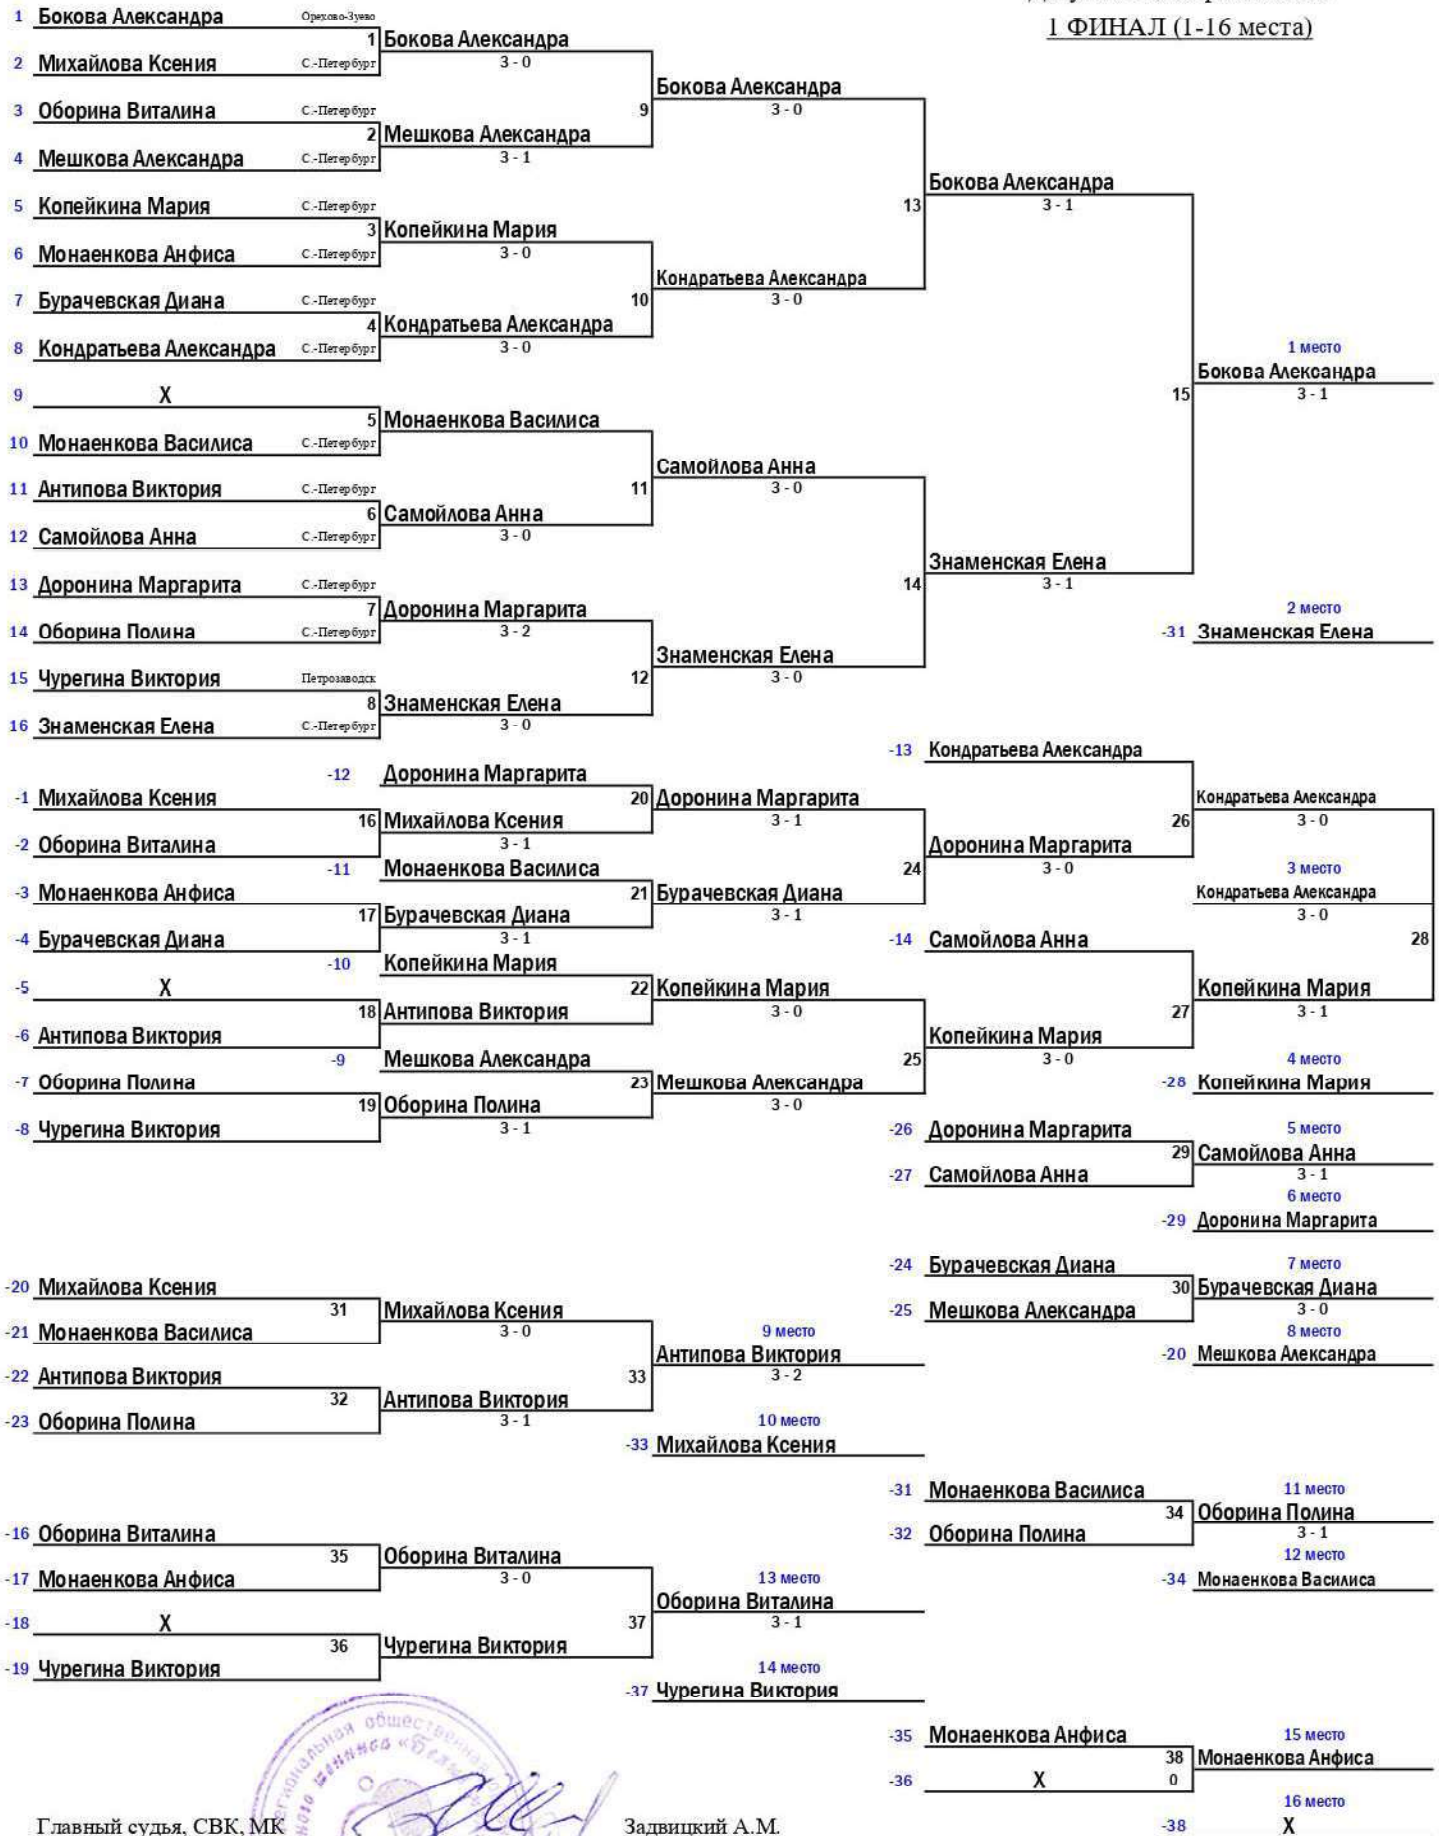 1 ФИНАЛ (1-16 места)
1 Бокова Александра Орехово-Зуево
1 Бокова Александра
2 Михайлова Ксения С.-Петербург 3 - 0
Бокова Александра
3 Оборина Виталина С.-Петербург 9 3 - 0
2 Мешкова Александра
4 Мешкова Александра С.-Петербург 3 - 1
Бокова Александра
5 Копейкина Мария С.-Петербург 13 3 - 1
3 Копейкина Мария
6 Монаенкова Анфиса С.-Петербург 3 - 0
Кондратьева Александра
7 Бурачевская Диана С.-Петербург 10 3 - 0
4 Кондратьева Александра
8 Кондратьева Александра С.-Петербург 3 - 0 1 место
Бокова Александра
9 X 15 3 - 1
5 Монаенкова Василиса
10 Монаенкова Василиса С.-Петербург
Самойлова Анна
11 Антипова Виктория С.-Петербург 11 3 - 0
6 Самойлова Анна
12 Самойлова Анна С.-Петербург 3 - 0
Знаменская Елена
13 Доронина Маргарита С.-Петербург 14 3 - 1
7 Доронина Маргарита 2 место
14 Оборина Полина С.-Петербург 3 - 2 -31 Знаменская Елена
Знаменская Елена
15 Чурегина Виктория Петрозаводск 12 3 - 0
8 Знаменская Елена
16 Знаменская Елена С.-Петербург 3 - 0
-13 Кондратьева Александра
-12 Доронина Маргарита
-1 Михайлова Ксения 20 Доронина Маргарита Кондратьева Александра
16 Михайлова Ксения 3 - 1 26 3 - 0
-2 Оборина Виталина 3 - 1 Доронина Маргарита
-11 Монаенкова Василиса 24 3 - 0 3 место
-3 Монаенкова Анфиса 21 Бурачевская Диана Кондратьева Александра
17 Бурачевская Диана 3 - 1 3 - 0
-4 Бурачевская Диана 3 - 1 -14 Самойлова Анна 28
-10 Копейкина Мария
-5 X 22 Копейкина Мария Копейкина Мария
18 Антипова Виктория 3 - 0 27 3 - 1
-6 Антипова Виктория Копейкина Мария
-9 Мешкова Александра 25 3 - 0 4 место
-7 Оборина Полина 23 Мешкова Александра -28 Копейкина Мария
19 Оборина Полина 3 - 0
-8 Чурегина Виктория 3 - 1 -26 Доронина Маргарита 5 место
29 Самойлова Анна
-27 Самойлова Анна 3 - 1
6 место
-29 Доронина Маргарита
-24 Бурачевская Диана 7 место
-20 Михайлова Ксения 30 Бурачевская Диана
31 Михайлова Ксения -25 Мешкова Александра 3 - 0
-21 Монаенкова Василиса 3 - 0 9 место 8 место
Антипова Виктория -20 Мешкова Александра
-22 Антипова Виктория 33 3 - 2
32 Антипова Виктория
-23 Оборина Полина 3 - 1 10 место
-33 Михайлова Ксения
-31 Монаенкова Василиса 11 место
34 Оборина Полина
-16 Оборина Виталина -32 Оборина Полина 3 - 1
35 Оборина Виталина 12 место
-17 Монаенкова Анфиса 3 - 0 13 место -34 Монаенкова Василиса
Оборина Виталина
-18 X 37 3 - 1
36 Чурегина Виктория
-19 Чурегина Виктория 14 место
-37 Чурегина Виктория
-35 Монаенкова Анфиса 15 место
38 Монаенкова Анфиса
-36 X 0
16 место
Главный судья, СВК, МК Задвицкий А.М. -38 X